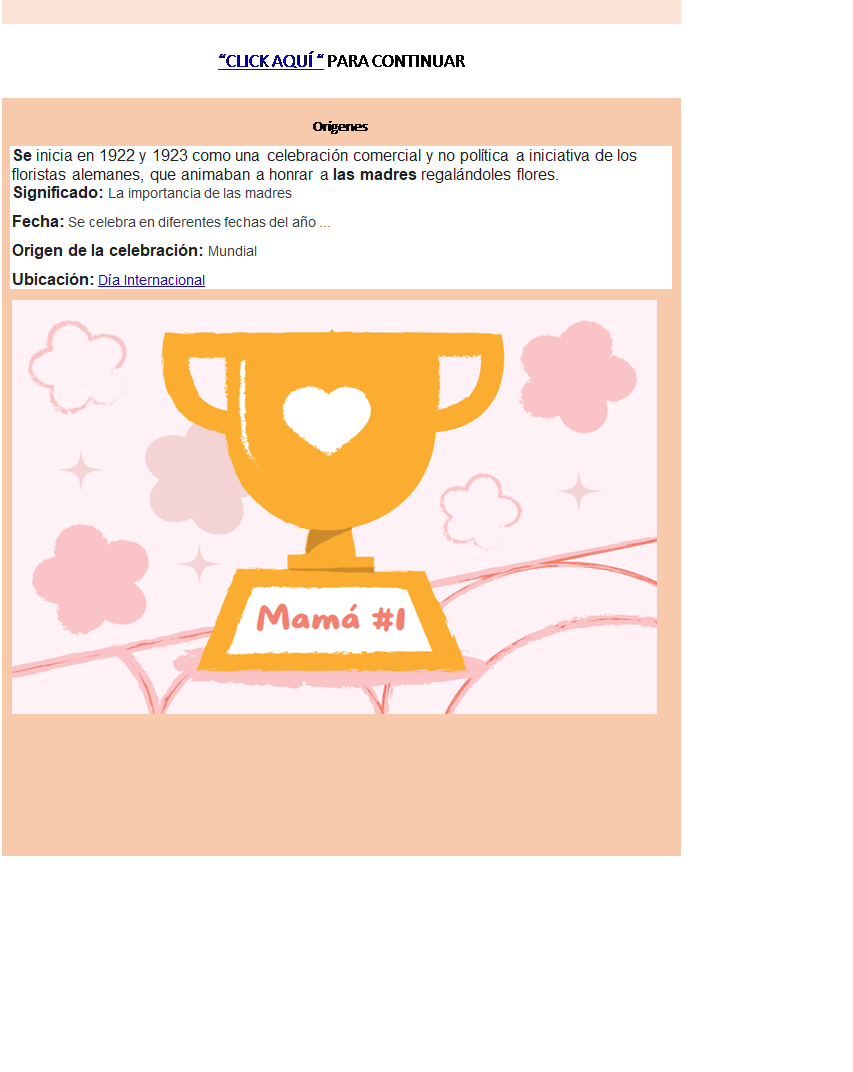 “CLICK AQUÍ “ PARA CONTINUAR
Orígenes
Se inicia en 1922 y 1923 como una celebración comercial y no política a iniciativa de los
floristas alemanes, que animaban a honrar a las madres regalándoles flores.
Significado: La importancia de las madres
Fecha: Se celebra en diferentes fechas del año ...
Origen de la celebración: Mundial
Ubicación: Día Internacional
Mamá #1